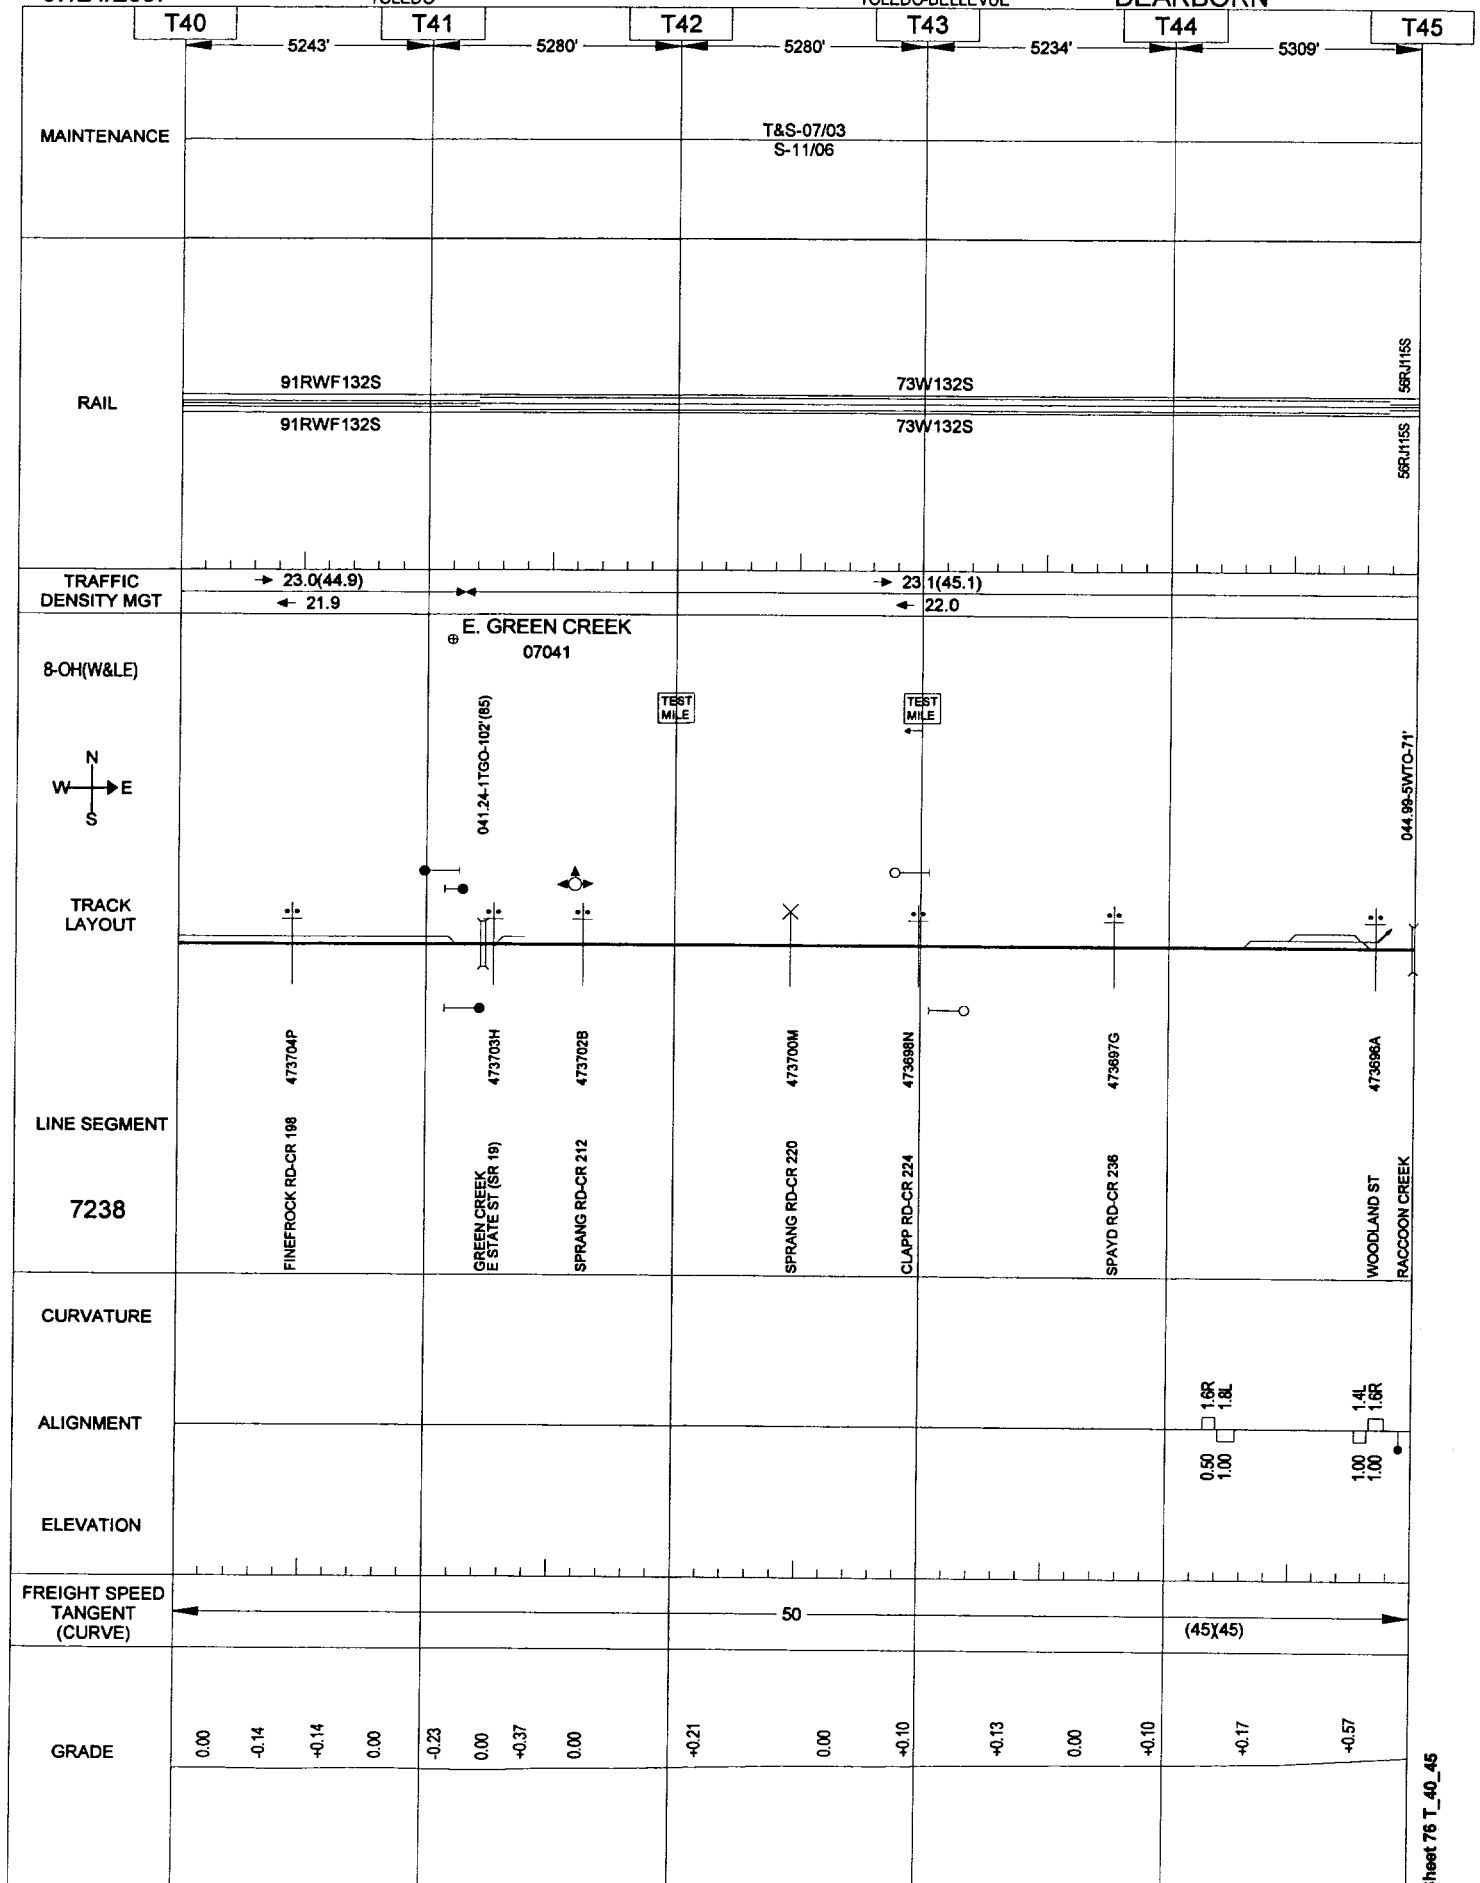 TOLEDO
TOLEDO-BELLEVUE
DEARBORN
T40
T41
T42
T43
T44
T45
5243'
5280'
5280'
5234'
5309'
MAINTENANCE
T&S-07/03
S-11/06
RAIL
91RWF132S
91RWF132S
73W132S
73W132S
56RJ115S
56RJ115S
TRAFFIC
DENSITY MGT
23.0(44.9)
21.9
23.1(45.1)
22.0
E. GREEN CREEK
07041
8-OH(W&LE)
N
W E
S
041.24-1TGO-102'(65)
TEST
MILE
TEST
MILE
044.99-5WTO-71'
TRACK
LAYOUT
473704P
473703H
473702B
473700M
473698N
473697G
473696A
LINE SEGMENT
7238
FINEFROCK RD-CR 198
GREEN CREEK
E STATE ST (SR 19)
SPRANG RD-CR 212
SPRANG RD-CR 220
CLAPP RD-CR 224
SPAYD RD-CR 236
WOODLAND ST
RACCOON CREEK
CURVATURE
1.6R
1.8L
1.4L
1.6R
ALIGNMENT
0.50
1.00
1.00
1.00
ELEVATION
FREIGHT SPEED
TANGENT
(CURVE)
50
(45)(45)
GRADE
0.00
-0.14
+0.14
0.00
-0.23
0.00
+0.37
0.00
+0.21
0.00
+0.10
+0.13
0.00
+0.10
+0.17
+0.57
76 T_40_45